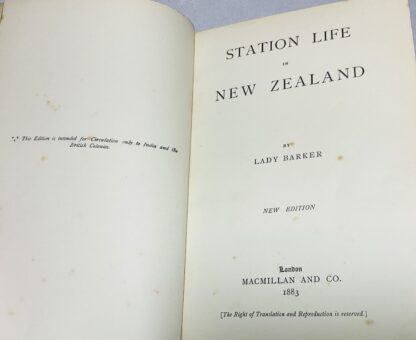 *⁎* This Edition is intended for Circulation only to India and the
British Colonies.
STATION LIFE
IN
NEW ZEALAND
BY
LADY BARKER
NEW EDITION
London
MACMILLAN AND CO.
1883
[The Right of Translation and Reproduction is reserved.]